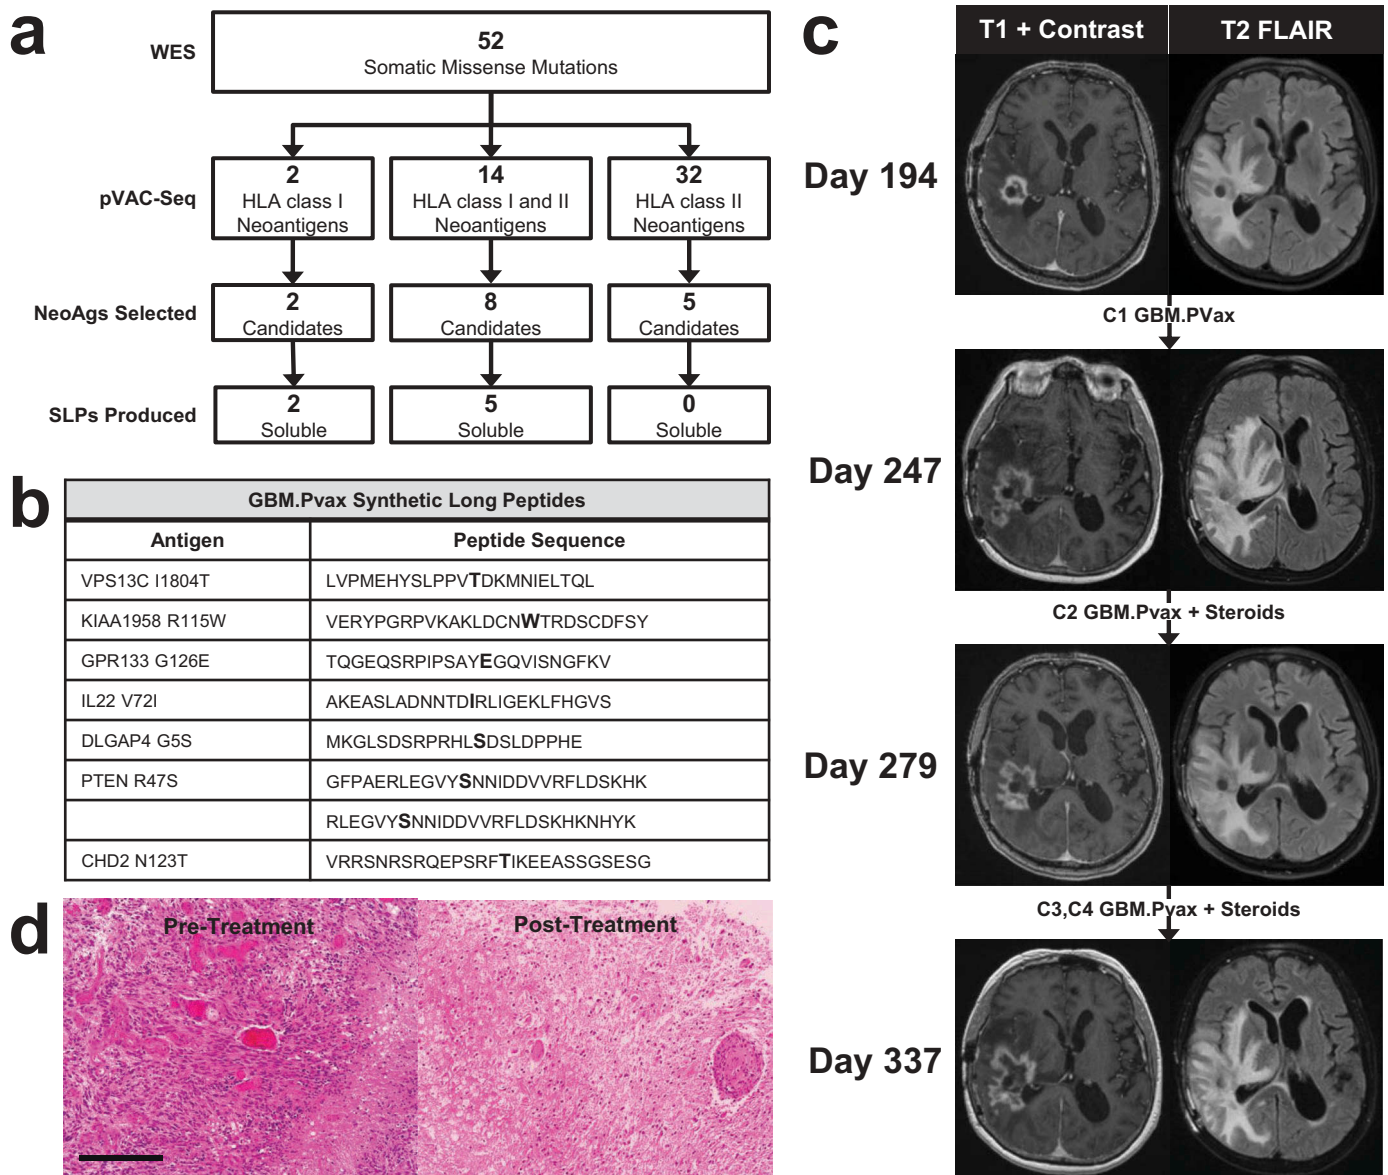 a
WES
52
Somatic Missense Mutations
pVAC-Seq
2
HLA class I
Neoantigens
14
HLA class I and II
Neoantigens
32
HLA class II
Neoantigens
NeoAgs Selected
2
Candidates
8
Candidates
5
Candidates
SLPs Produced
2
Soluble
5
Soluble
0
Soluble
b
GBM.Pvax Synthetic Long Peptides
Antigen Peptide Sequence
VPS13C I1804T LVPMEHYSLPPVTDKMNIELTQL
KIAA1958 R115W VERYPGRPVKAKLDCNWTRDSCDFSY
GPR133 G126E TQGEQSRPIPSAYEGQVISNGFKV
IL22 V72I AKEASLADNNTDIRLIGEKLFHGVS
DLGAP4 G5S MKGLSDSRPRHLSDSLDPPHE
PTEN R47S GFPAERLEGVYSNNIDDVVRFLDSKHK
RLEGVYSNNIDDVVRFLDSKHKNHYK
CHD2 N123T VRRSNRSRQEPSRFTIKEEASSGSESG
c
T1 + Contrast T2 FLAIR
Day 194
C1 GBM.PVax
Day 247
C2 GBM.Pvax + Steroids
Day 279
C3,C4 GBM.Pvax + Steroids
Day 337
d
Pre-Treatment Post-Treatment